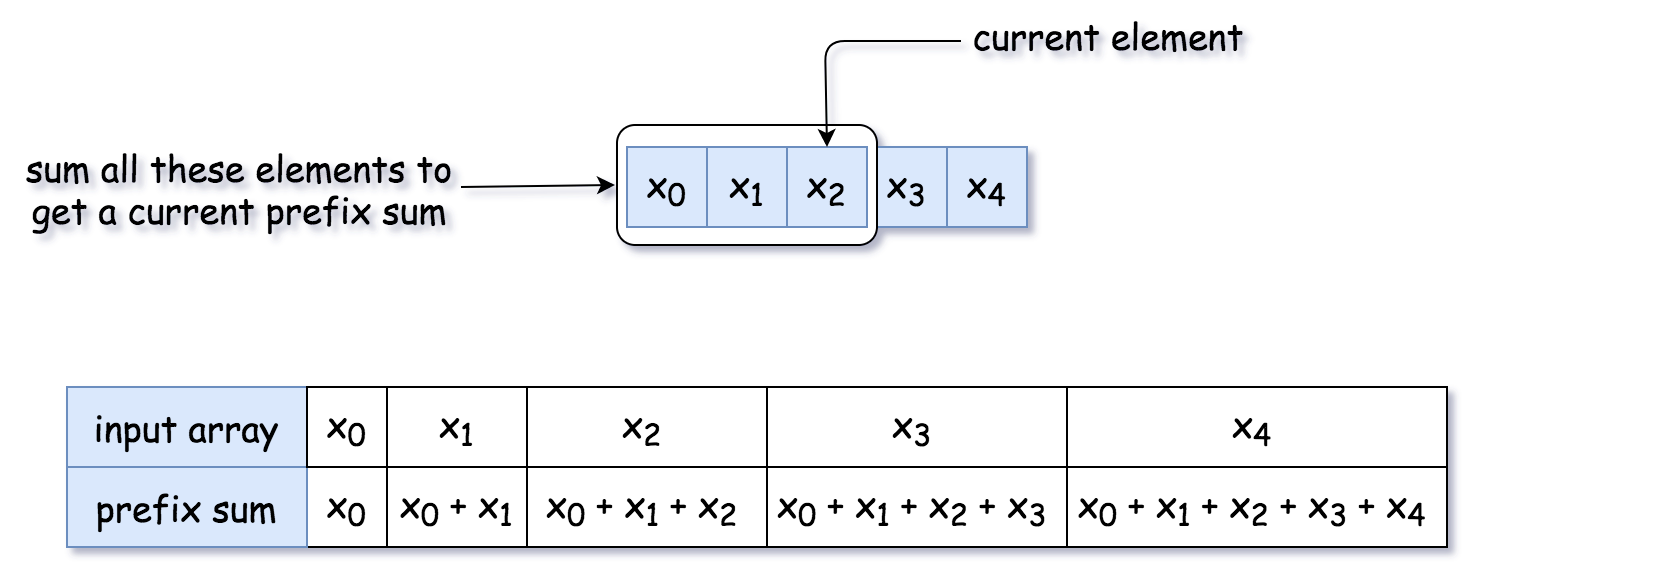 current element
sum all these elements to
get a current prefix sum
x₀ x₁ x₂ x₃ x₄
input array x₀ x₁ x₂ x₃ x₄
prefix sum x₀ x₀ + x₁ x₀ + x₁ + x₂ x₀ + x₁ + x₂ + x₃ x₀ + x₁ + x₂ + x₃ + x₄